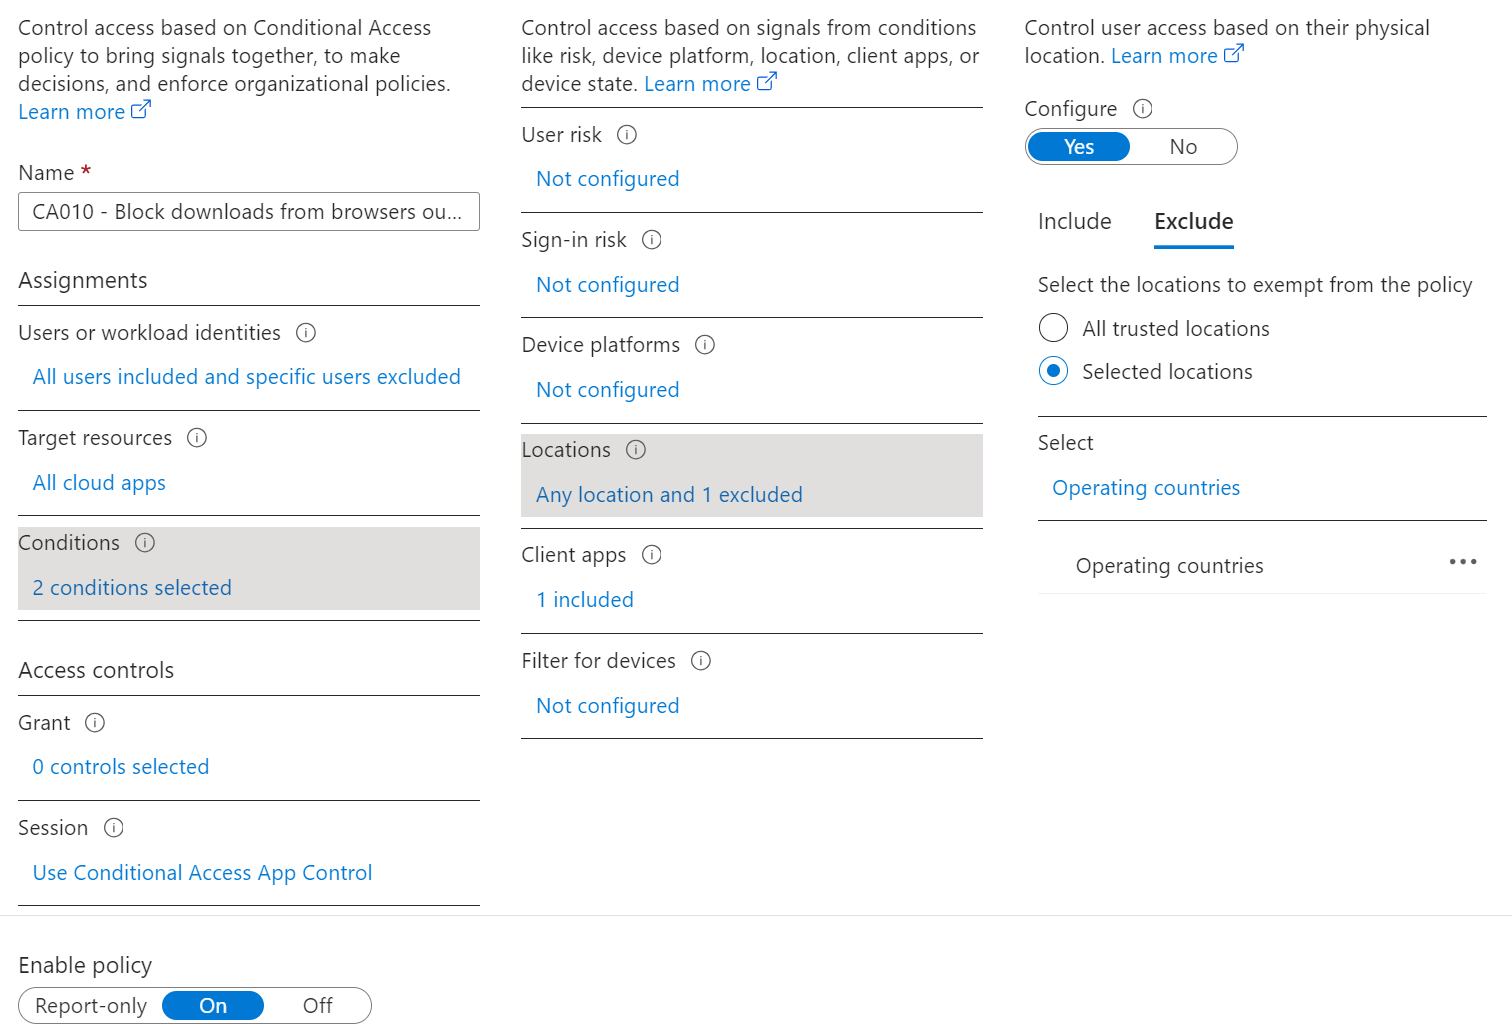 Control access based on Conditional Access
policy to bring signals together, to make
decisions, and enforce organizational policies.
Learn more
Name *
CA010 - Block downloads from browsers ou...
Assignments
Users or workload identities
All users included and specific users excluded
Target resources
All cloud apps
Conditions
2 conditions selected
Access controls
Grant
0 controls selected
Session
Use Conditional Access App Control
Enable policy
Report-only On Off
Control access based on signals from conditions
like risk, device platform, location, client apps, or
device state. Learn more
User risk
Not configured
Sign-in risk
Not configured
Device platforms
Not configured
Locations
Any location and 1 excluded
Client apps
1 included
Filter for devices
Not configured
Control user access based on their physical
location. Learn more
Configure
Yes No
Include Exclude
Select the locations to exempt from the policy
All trusted locations
Selected locations
Select
Operating countries
Operating countries